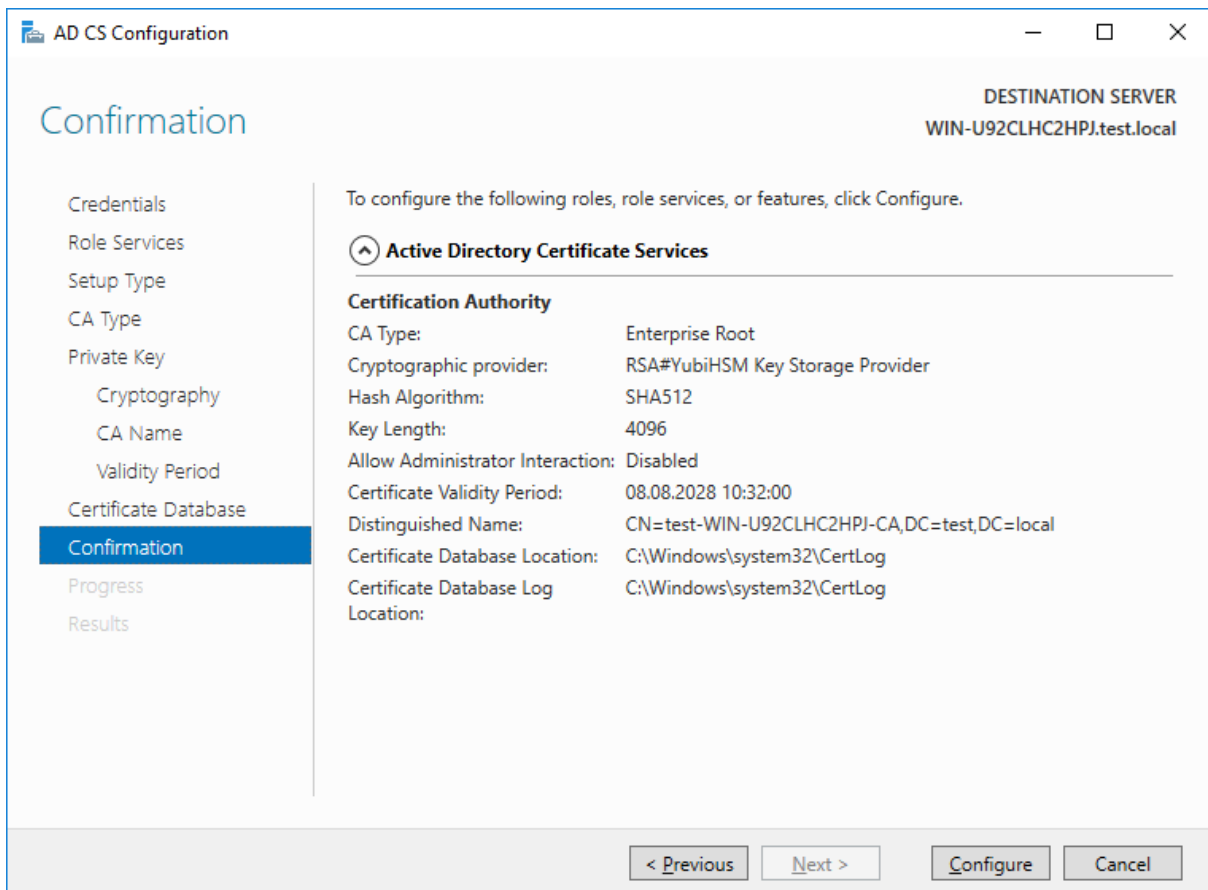 AD CS Configuration
Confirmation
DESTINATION SERVER
WIN-U92CLHC2HPJ.test.local
Credentials
Role Services
Setup Type
CA Type
Private Key
Cryptography
CA Name
Validity Period
Certificate Database
Confirmation
Progress
Results
To configure the following roles, role services, or features, click Configure.
Active Directory Certificate Services
Certification Authority
CA Type: Enterprise Root
Cryptographic provider: RSA#YubiHSM Key Storage Provider
Hash Algorithm: SHA512
Key Length: 4096
Allow Administrator Interaction: Disabled
Certificate Validity Period: 08.08.2028 10:32:00
Distinguished Name: CN=test-WIN-U92CLHC2HPJ-CA,DC=test,DC=local
Certificate Database Location: C:\Windows\system32\CertLog
Certificate Database Log C:\Windows\system32\CertLog
Location:
< Previous Next > Configure Cancel